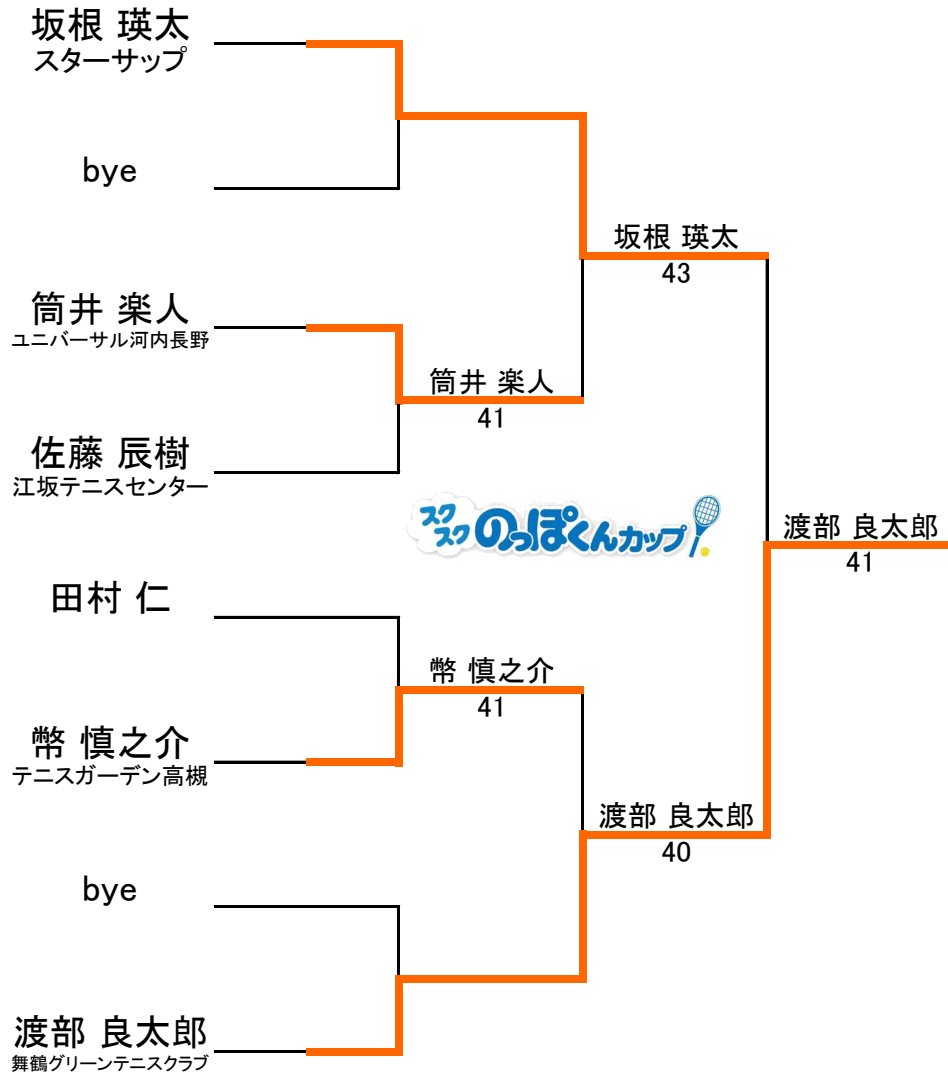 坂根 瑛太
スターサップ
bye
筒井 楽人
ユニバーサル河内長野
佐藤 辰樹
江坂テニスセンター
田村 仁
幣 慎之介
テニスガーデン高槻
bye
渡部 良太郎
舞鶴グリーンテニスクラブ
筒井 楽人
41
幣 慎之介
41
坂根 瑛太
43
渡部 良太郎
40
渡部 良太郎
41
スクスクのっぽくんカップ